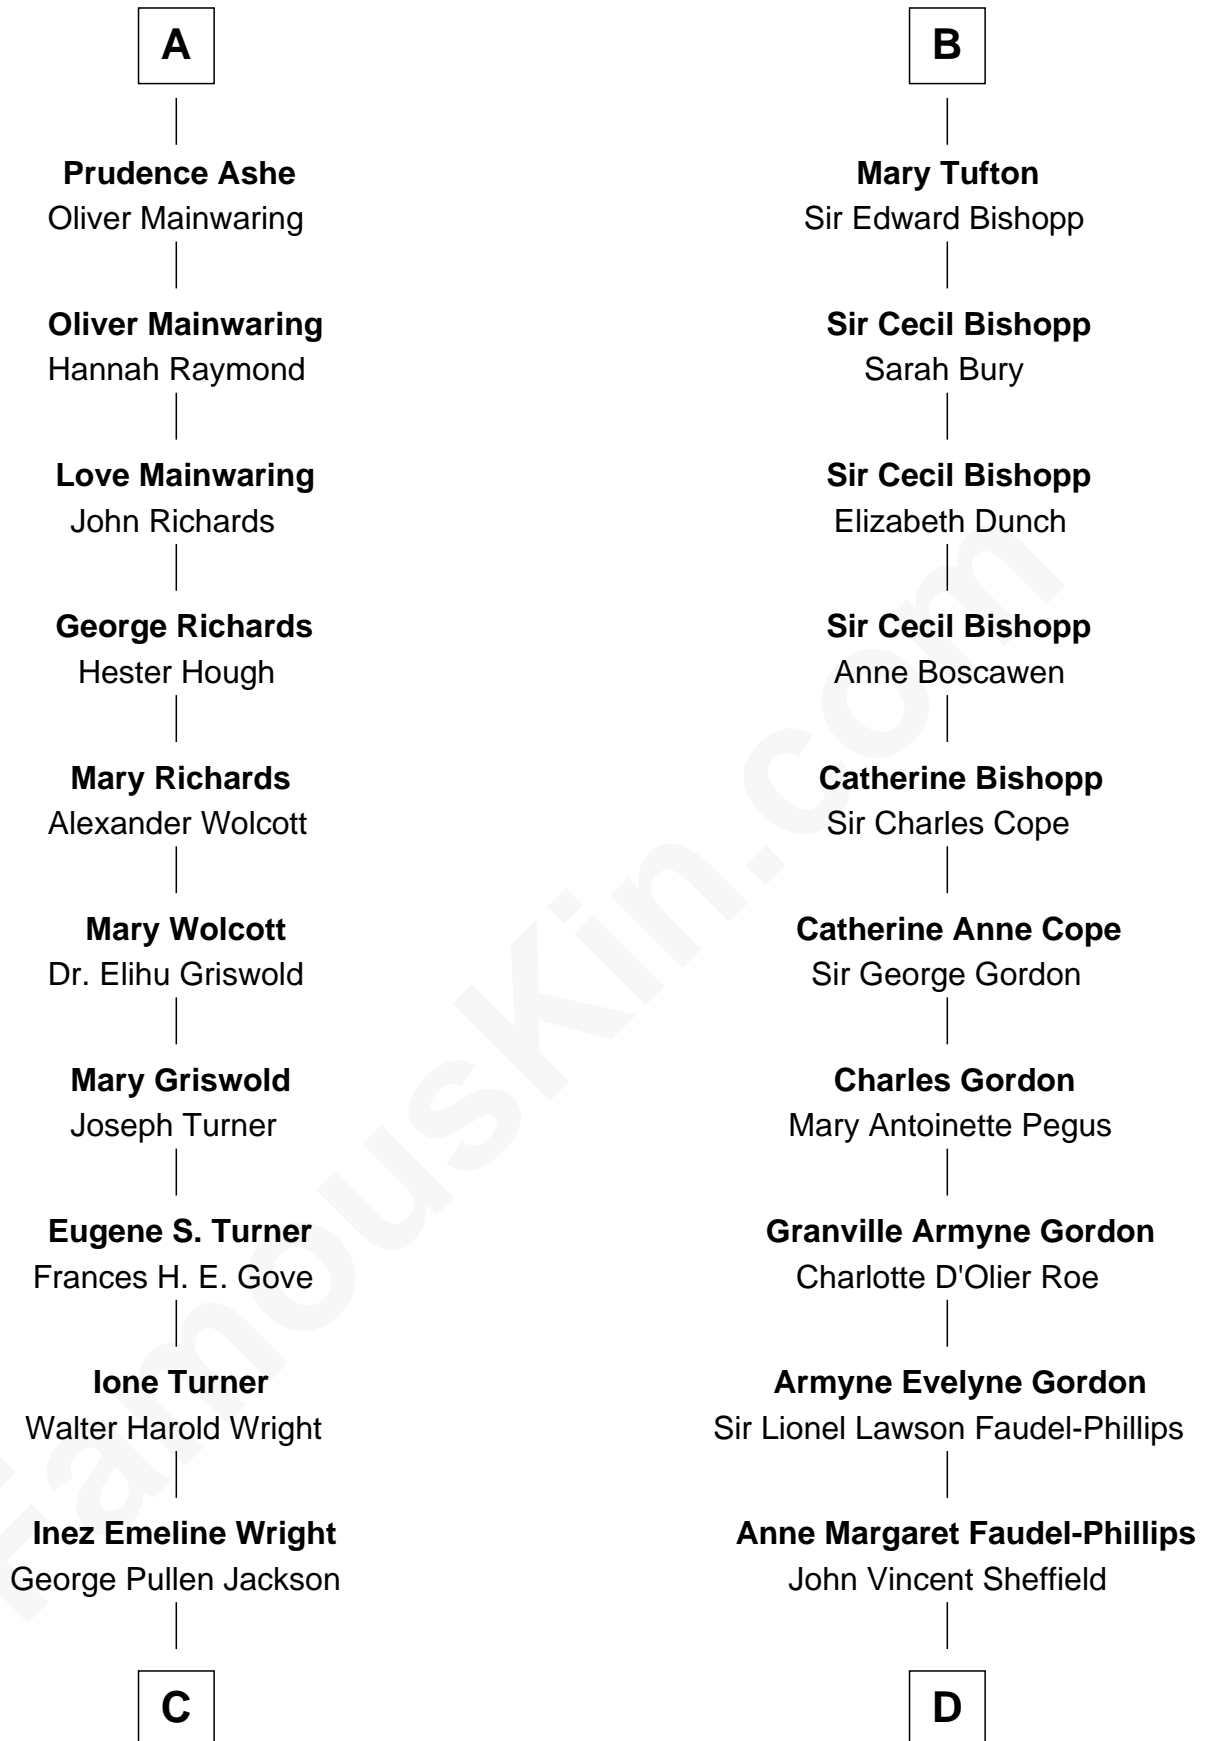 A
Prudence Ashe
Oliver Mainwaring
Oliver Mainwaring
Hannah Raymond
Love Mainwaring
John Richards
George Richards
Hester Hough
Mary Richards
Alexander Wolcott
Mary Wolcott
Dr. Elihu Griswold
Mary Griswold
Joseph Turner
Eugene S. Turner
Frances H. E. Gove
Ione Turner
Walter Harold Wright
Inez Emeline Wright
George Pullen Jackson
C
B
Mary Tufton
Sir Edward Bishopp
Sir Cecil Bishopp
Sarah Bury
Sir Cecil Bishopp
Elizabeth Dunch
Sir Cecil Bishopp
Anne Boscawen
Catherine Bishopp
Sir Charles Cope
Catherine Anne Cope
Sir George Gordon
Charles Gordon
Mary Antoinette Pegus
Granville Armyne Gordon
Charlotte D'Olier Roe
Armyne Evelyne Gordon
Sir Lionel Lawson Faudel-Phillips
Anne Margaret Faudel-Phillips
John Vincent Sheffield
D
FamousKin.com